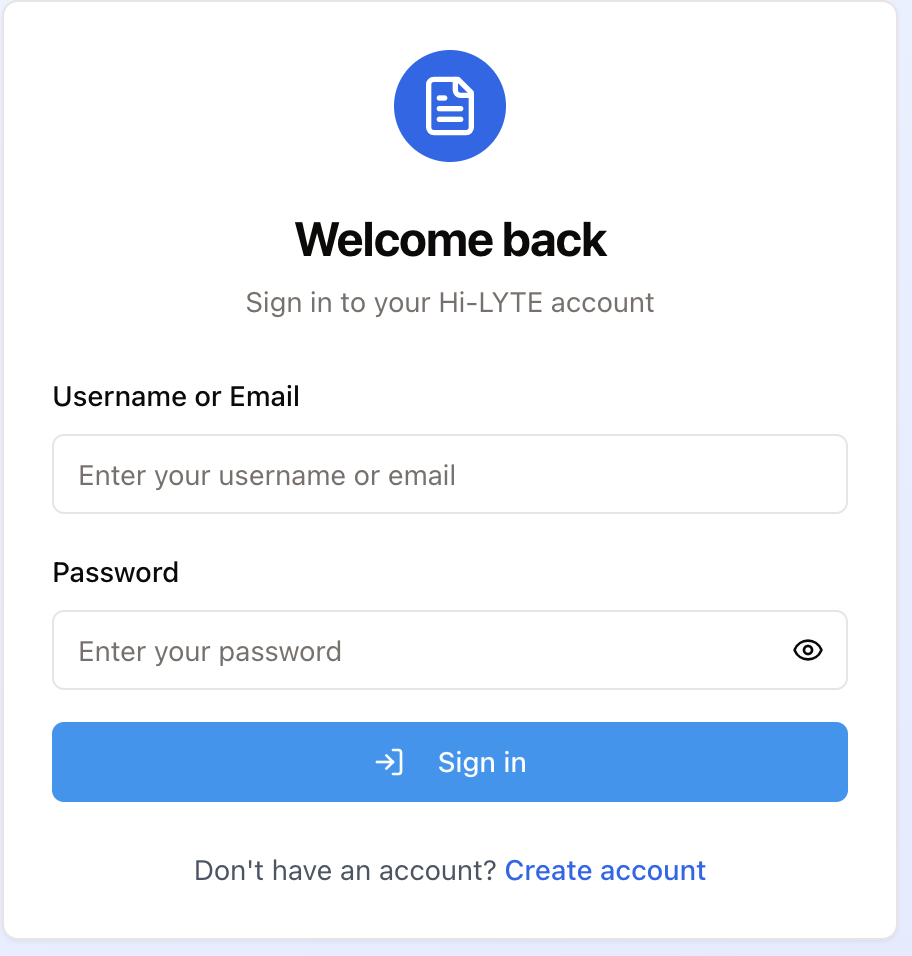 Welcome back
Sign in to your Hi-LYTE account
Username or Email
Enter your username or email
Password
Enter your password
Sign in
Don't have an account? Create account